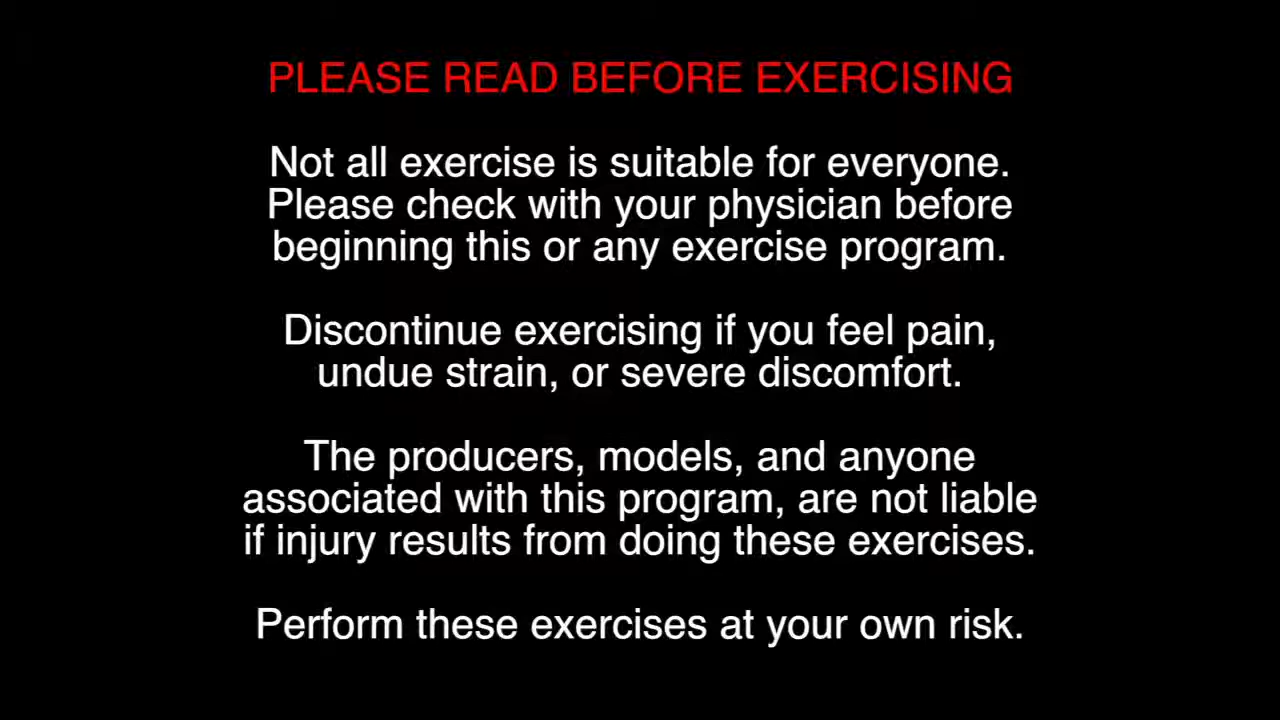 PLEASE READ BEFORE EXERCISING
Not all exercise is suitable for everyone.
Please check with your physician before
beginning this or any exercise program.
Discontinue exercising if you feel pain,
undue strain, or severe discomfort.
The producers, models, and anyone
associated with this program, are not liable
if injury results from doing these exercises.
Perform these exercises at your own risk.